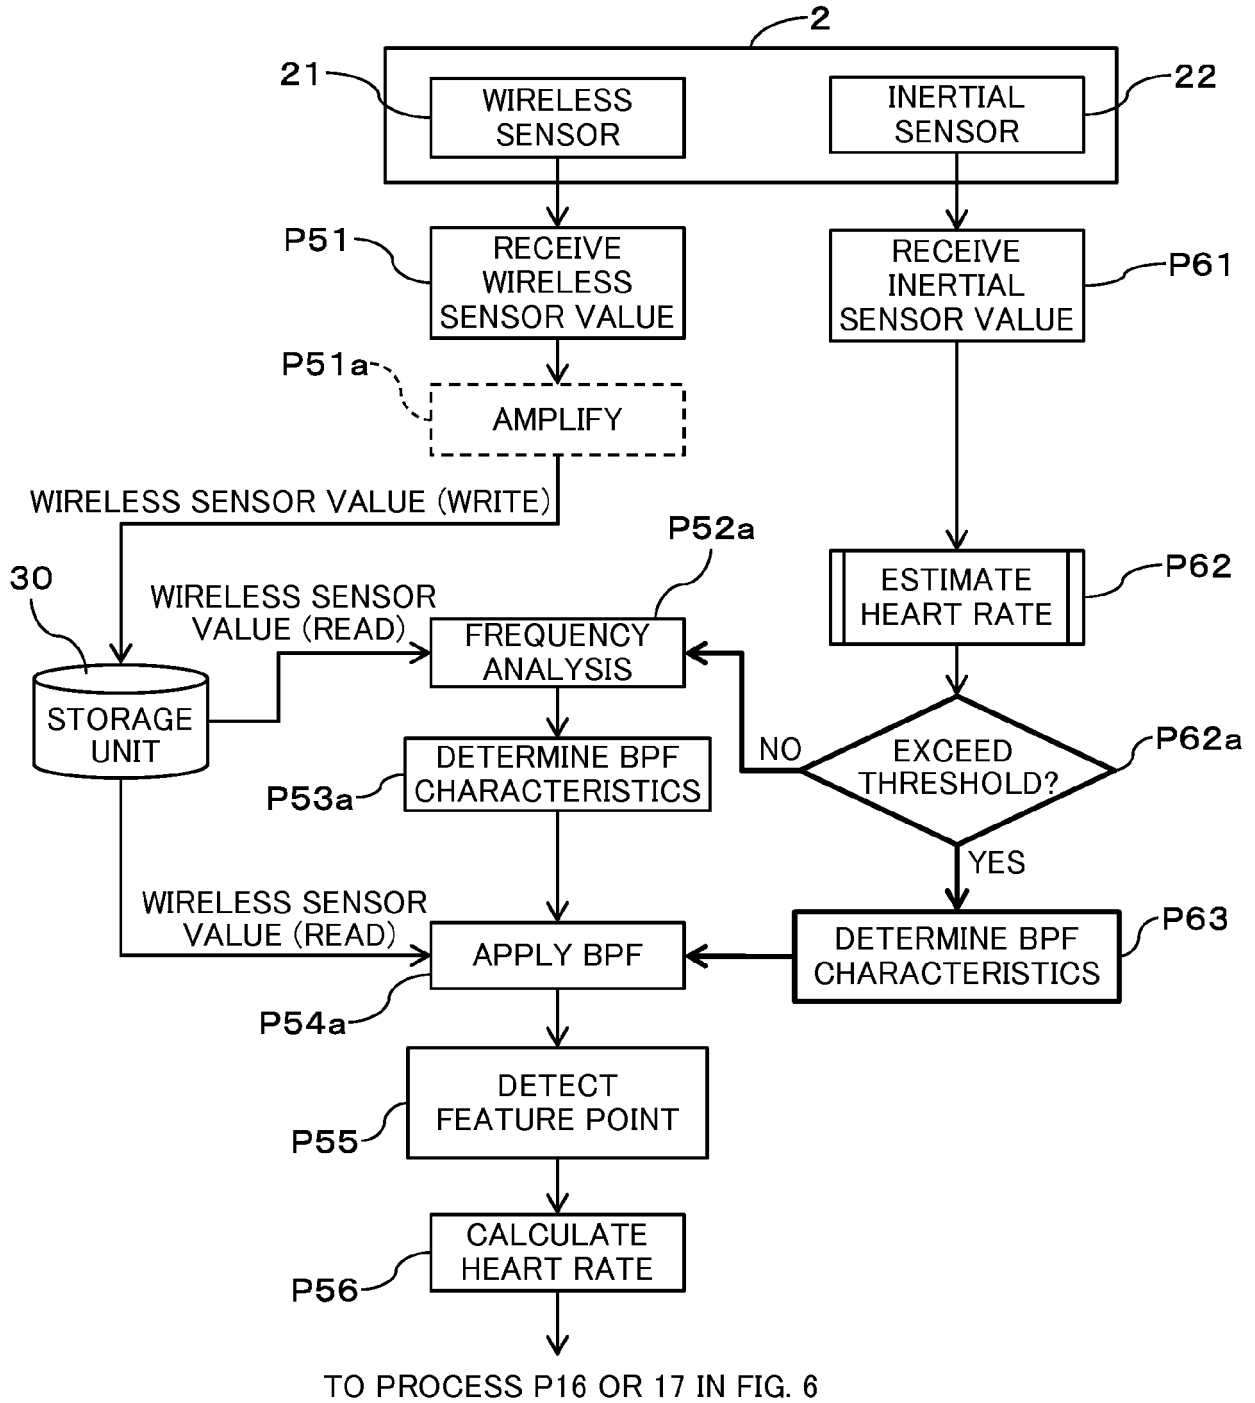 2
21
WIRELESS
SENSOR
INERTIAL
SENSOR
22
P51
RECEIVE
WIRELESS
SENSOR VALUE
RECEIVE
INERTIAL
SENSOR VALUE
P61
P51a
AMPLIFY
WIRELESS SENSOR VALUE (WRITE)
P52a
30
WIRELESS SENSOR
VALUE (READ)
FREQUENCY
ANALYSIS
ESTIMATE
HEART RATE
P62
STORAGE
UNIT
DETERMINE BPF
CHARACTERISTICS
P53a
NO
EXCEED
THRESHOLD?
P62a
YES
WIRELESS SENSOR
VALUE (READ)
APPLY BPF
P54a
DETERMINE BPF
CHARACTERISTICS
P63
DETECT
FEATURE POINT
P55
CALCULATE
HEART RATE
P56
TO PROCESS P16 OR 17 IN FIG. 6